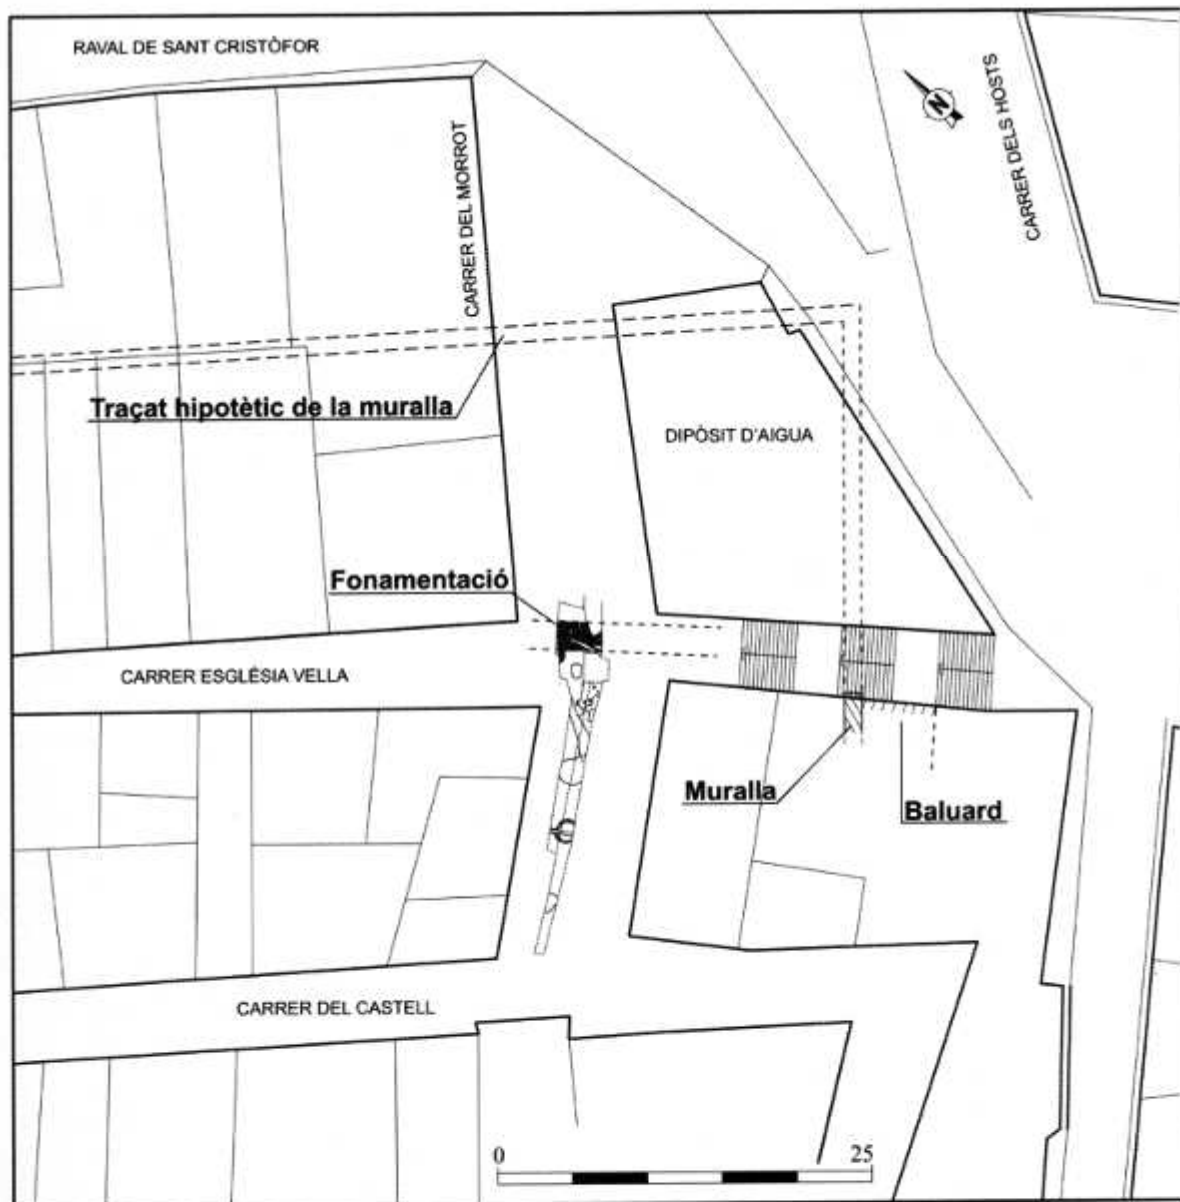 RAVAL DE SANT CRISTÒFOR
CARRER DEL MORROT
N
CARRER DELS HOSTS
Traçat hipotètic de la muralla
DIPÒSIT D'AIGUA
Fonamentació
CARRER ESGLÉSIA VELLA
Muralla
Baluard
CARRER DEL CASTELL
0 25